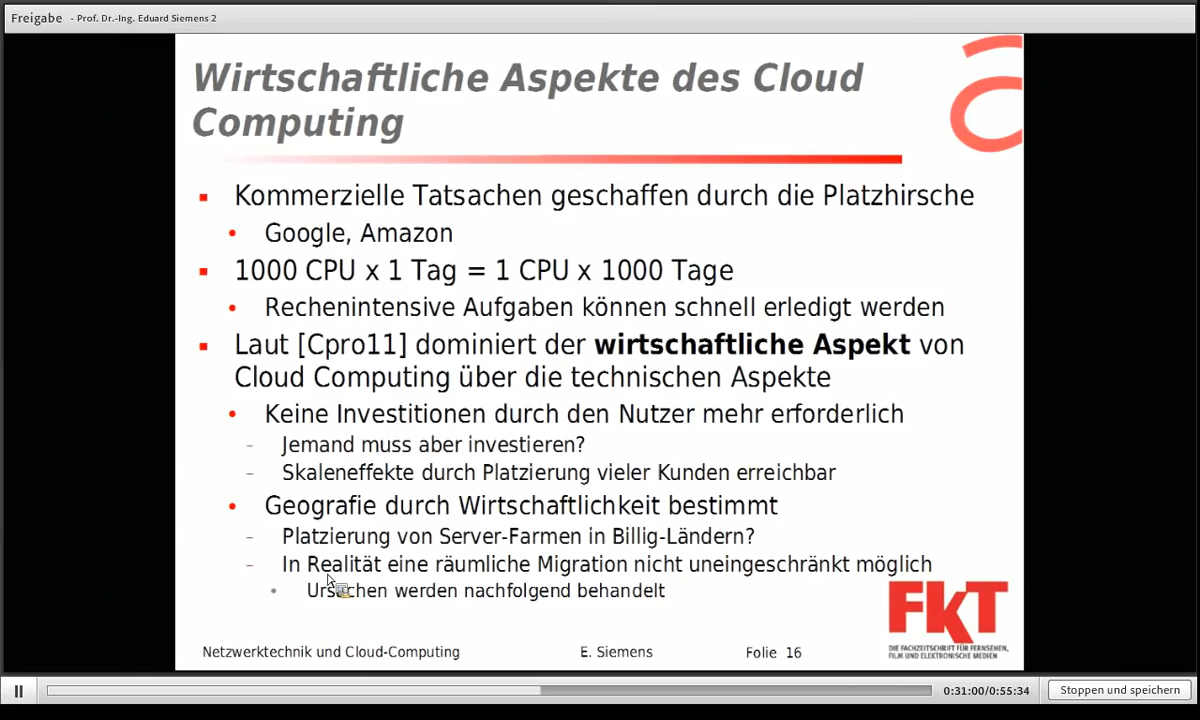 Freigabe - Prof. Dr.-Ing. Eduard Siemens 2
Wirtschaftliche Aspekte des Cloud
Computing
Kommerzielle Tatsachen geschaffen durch die Platzhirsche
Google, Amazon
1000 CPU x 1 Tag = 1 CPU x 1000 Tage
Rechenintensive Aufgaben können schnell erledigt werden
Laut [Cpro11] dominiert der wirtschaftliche Aspekt von
Cloud Computing über die technischen Aspekte
Keine Investitionen durch den Nutzer mehr erforderlich
- Jemand muss aber investieren?
- Skaleneffekte durch Platzierung vieler Kunden erreichbar
Geografie durch Wirtschaftlichkeit bestimmt
- Platzierung von Server-Farmen in Billig-Ländern?
- In Realität eine räumliche Migration nicht uneingeschränkt möglich
Ursachen werden nachfolgend behandelt
FKT
DIE FACHZEITSCHRIFT FÜR FERNSEHEN,
FILM UND ELEKTRONISCHE MEDIEN
Netzwerktechnik und Cloud-Computing E. Siemens Folie 16
0:31:00/0:55:34 Stoppen und speichern